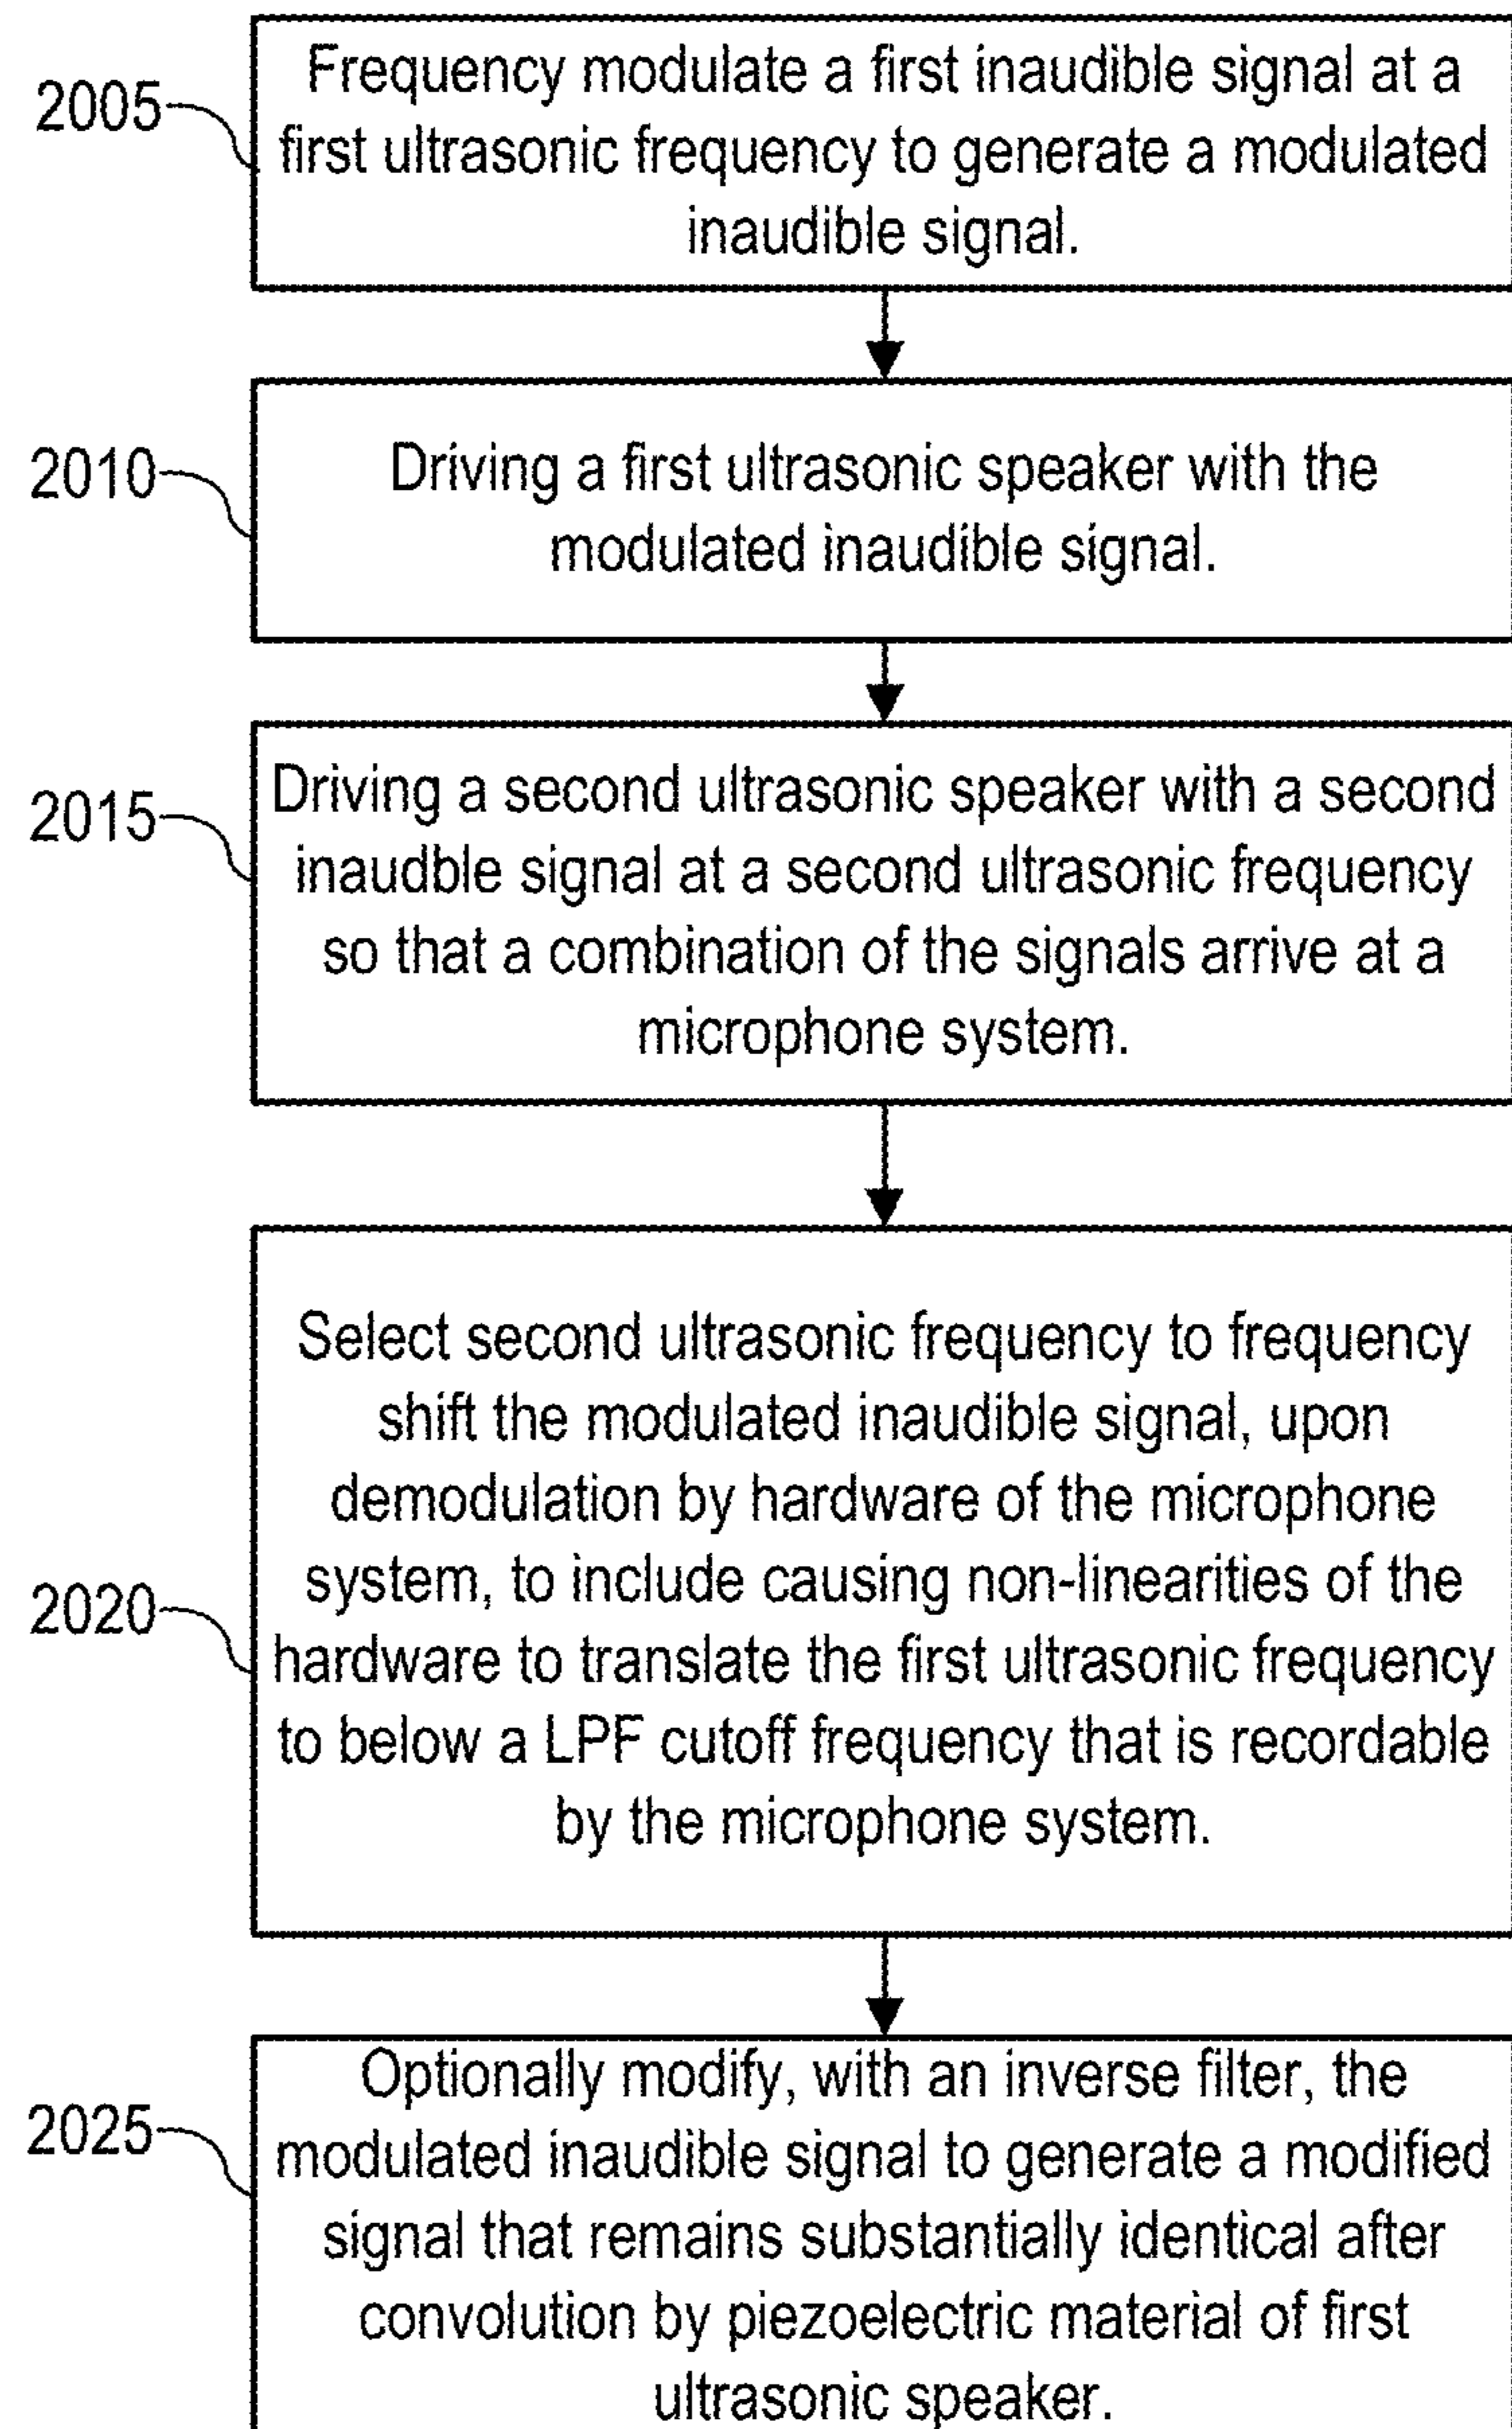 2005
Frequency modulate a first inaudible signal at a
first ultrasonic frequency to generate a modulated
inaudible signal.
2010
Driving a first ultrasonic speaker with the
modulated inaudible signal.
2015
Driving a second ultrasonic speaker with a second
inaudble signal at a second ultrasonic frequency
so that a combination of the signals arrive at a
microphone system.
2020
Select second ultrasonic frequency to frequency
shift the modulated inaudible signal, upon
demodulation by hardware of the microphone
system, to include causing non-linearities of the
hardware to translate the first ultrasonic frequency
to below a LPF cutoff frequency that is recordable
by the microphone system.
2025
Optionally modify, with an inverse filter, the
modulated inaudible signal to generate a modified
signal that remains substantially identical after
convolution by piezoelectric material of first
ultrasonic speaker.